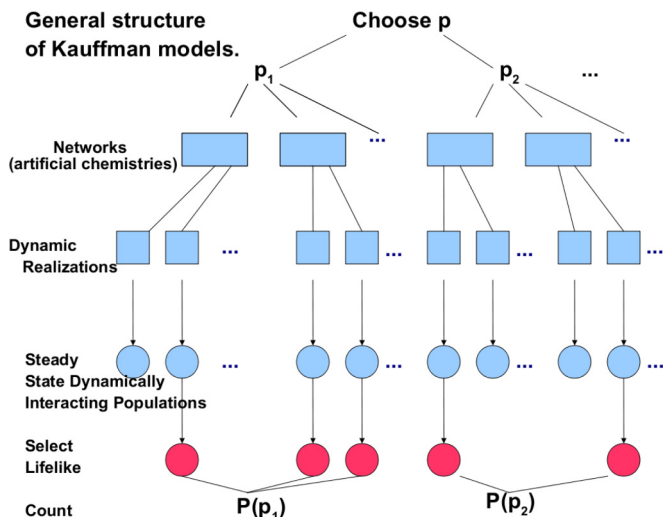 General structure
of Kauffman models.
Choose p
p₁
p₂
...
Networks
(artificial chemistries)
...
...
Dynamic
Realizations
...
...
...
...
Steady
State Dynamically
Interacting Populations
...
...
...
...
Select
Lifelike
Count
P(p₁)
P(p₂)